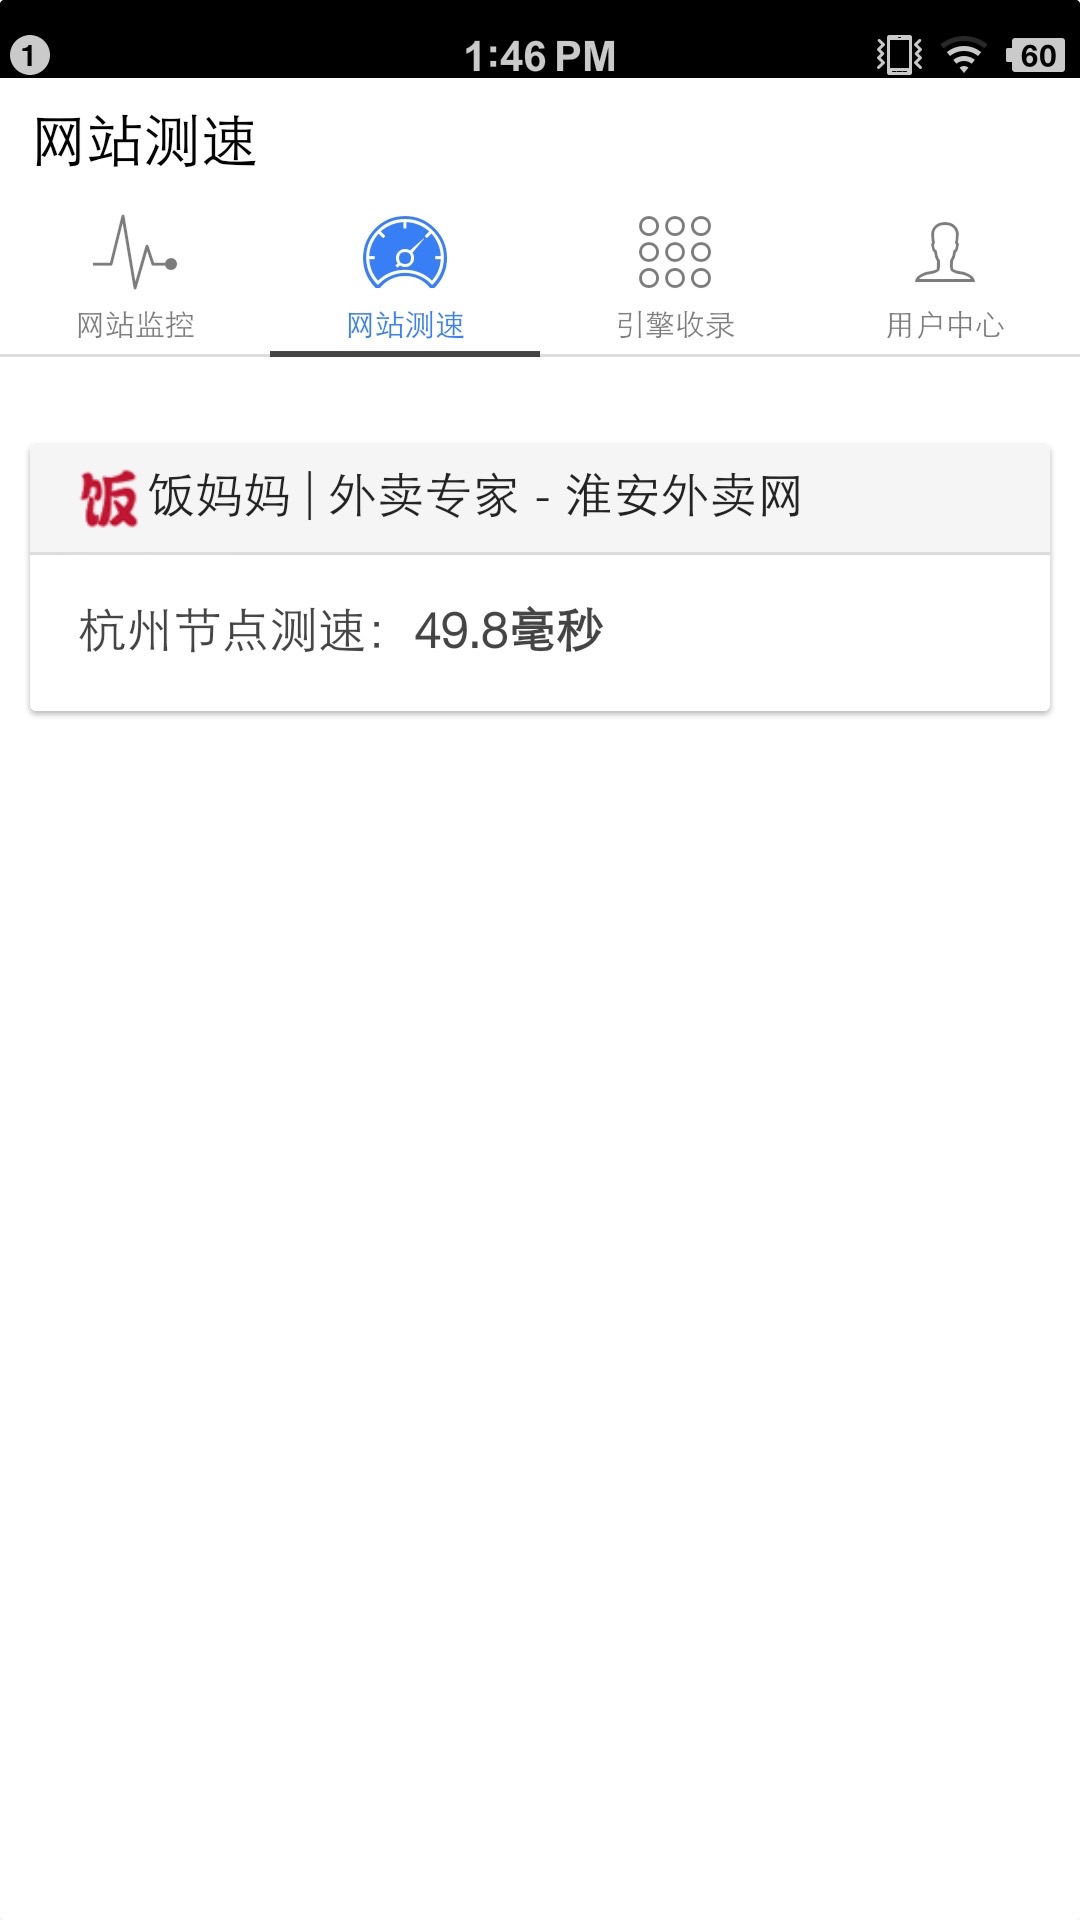 1 1:46 PM 60
网站测速
网站监控 网站测速 引擎收录 用户中心
饭 饭妈妈 | 外卖专家 - 淮安外卖网
杭州节点测速：49.8毫秒